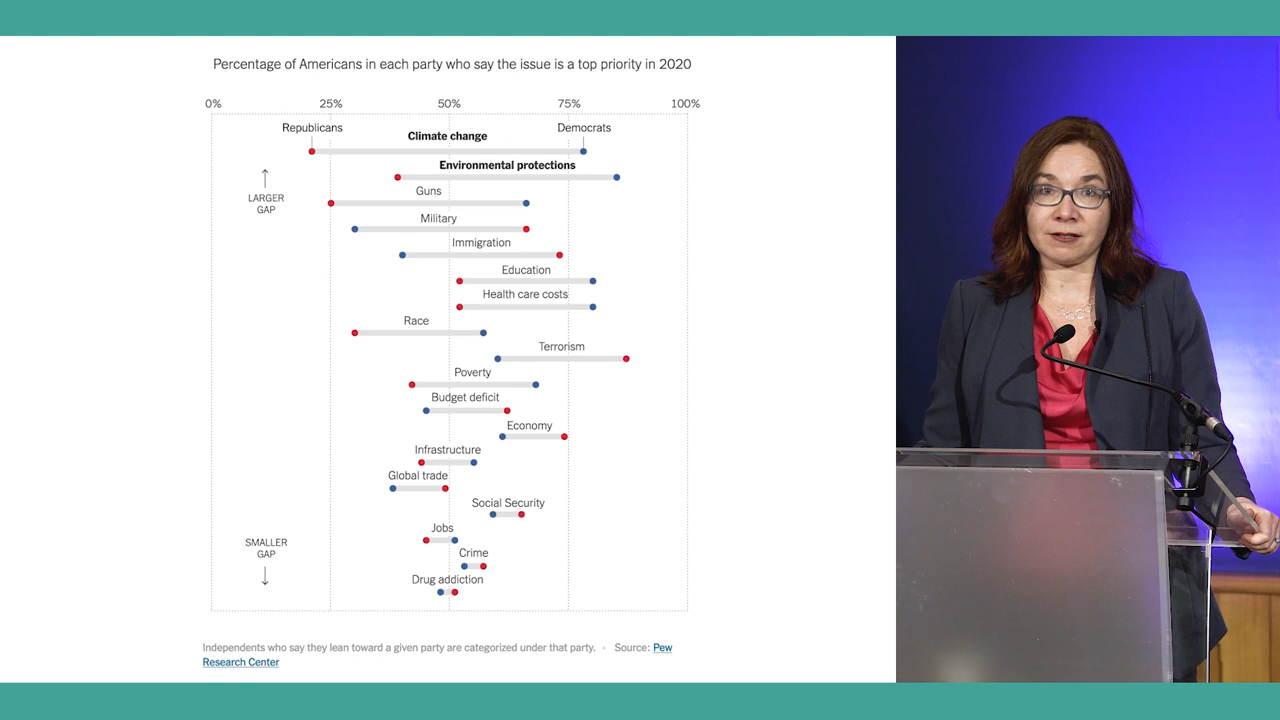 Percentage of Americans in each party who say the issue is a top priority in 2020
0% 25% 50% 75% 100%
Republicans Democrats
Climate change
Environmental protections
Guns
LARGER
GAP
Military
Immigration
Education
Health care costs
Race
Terrorism
Poverty
Budget deficit
Economy
Infrastructure
Global trade
Social Security
Jobs
SMALLER
GAP
Crime
Drug addiction
Independents who say they lean toward a given party are categorized under that party. • Source: Pew
Research Center